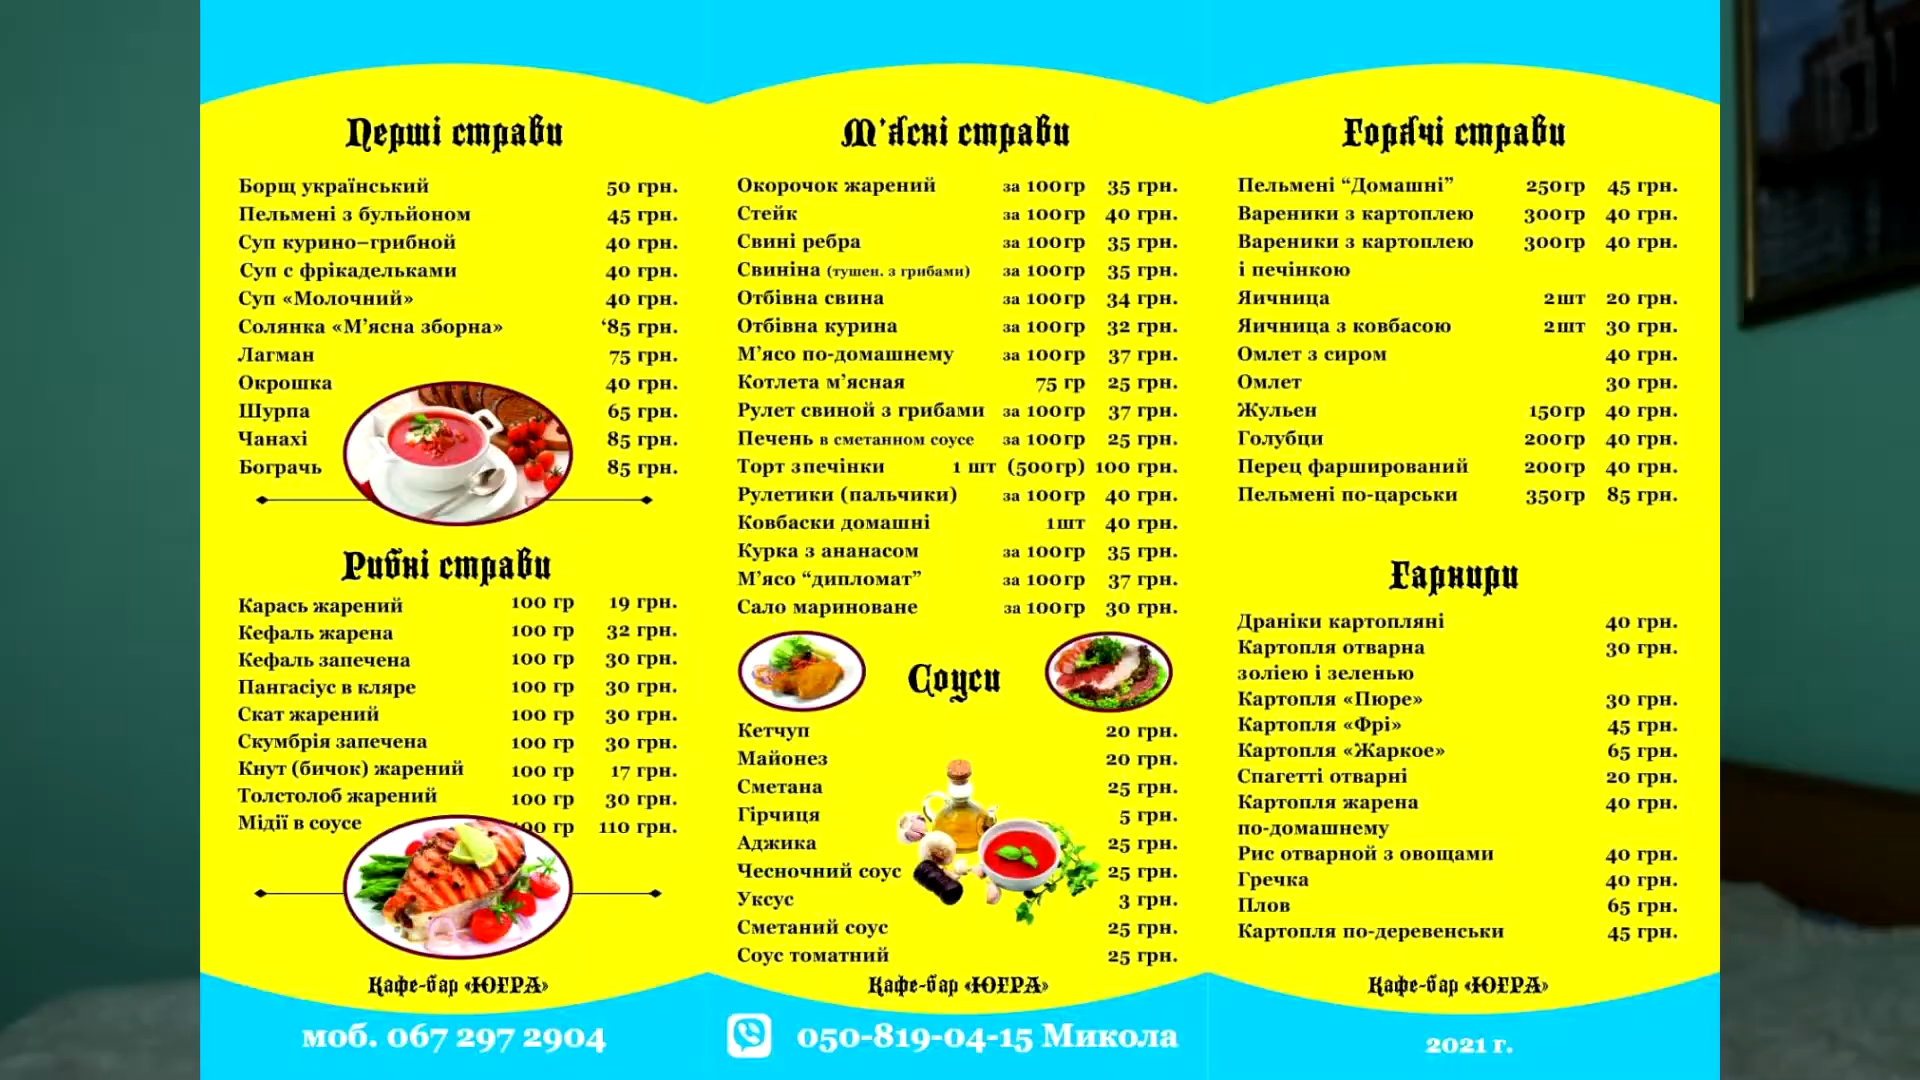 Перші страви
Борщ український 50 грн.
Пельмені з бульйоном 45 грн.
Суп курино–грибной 40 грн.
Суп с фрікадельками 40 грн.
Суп «Молочний» 40 грн.
Солянка «М’ясна зборна» ‘85 грн.
Лагман 75 грн.
Окрошка 40 грн.
Шурпа 65 грн.
Чанахі 85 грн.
Бограчь 85 грн.
Рибні страви
Карась жарений 100 гр 19 грн.
Кефаль жарена 100 гр 32 грн.
Кефаль запечена 100 гр 30 грн.
Пангасіус в кляре 100 гр 30 грн.
Скат жарений 100 гр 30 грн.
Скумбрія запечена 100 гр 30 грн.
Кнут (бичок) жарений 100 гр 17 грн.
Толстолоб жарений 100 гр 30 грн.
Мідії в соусе 100 гр 110 грн.
Кафе-бар «ЮГРА»
моб. 067 297 2904
М'ясні страви
Окорочок жарений за 100гр 35 грн.
Стейк за 100гр 40 грн.
Свині ребра за 100гр 35 грн.
Свиніна (тушен. з грибами) за 100гр 35 грн.
Отбівна свина за 100гр 34 грн.
Отбівна курина за 100гр 32 грн.
М’ясо по-домашнему за 100гр 37 грн.
Котлета м’ясная 75 гр 25 грн.
Рулет свиной з грибами за 100гр 37 грн.
Печень в сметанном соусе за 100гр 25 грн.
Торт зпечінки 1 шт (500гр) 100 грн.
Рулетики (пальчики) за 100гр 40 грн.
Ковбаски домашні 1шт 40 грн.
Курка з ананасом за 100гр 35 грн.
М’ясо “дипломат” за 100гр 37 грн.
Сало мариноване за 100гр 30 грн.
Соуси
Кетчуп 20 грн.
Майонез 20 грн.
Сметана 25 грн.
Гірчиця 5 грн.
Аджика 25 грн.
Чесночний соус 25 грн.
Уксус 3 грн.
Сметаний соус 25 грн.
Соус томатний 25 грн.
Кафе-бар «ЮГРА»
050-819-04-15 Микола
Горячі страви
Пельмені “Домашні” 250гр 45 грн.
Вареники з картоплею 300гр 40 грн.
Вареники з картоплею 300гр 40 грн.
і печінкою
Яичница 2шт 20 грн.
Яичница з ковбасою 2шт 30 грн.
Омлет з сиром 40 грн.
Омлет 30 грн.
Жульен 150гр 40 грн.
Голубци 200гр 40 грн.
Перец фаршированій 200гр 40 грн.
Пельмені по-царськи 350гр 85 грн.
Гарнири
Драніки картопляні 40 грн.
Картопля отварна 30 грн.
золіею і зеленью
Картопля «Пюре» 30 грн.
Картопля «Фрі» 45 грн.
Картопля «Жаркое» 65 грн.
Спагетті отварні 20 грн.
Картопля жарена 40 грн.
по-домашнему
Рис отварной з овощами 40 грн.
Гречка 40 грн.
Плов 65 грн.
Картопля по-деревенськи 45 грн.
Кафе-бар «ЮГРА»
2021 г.